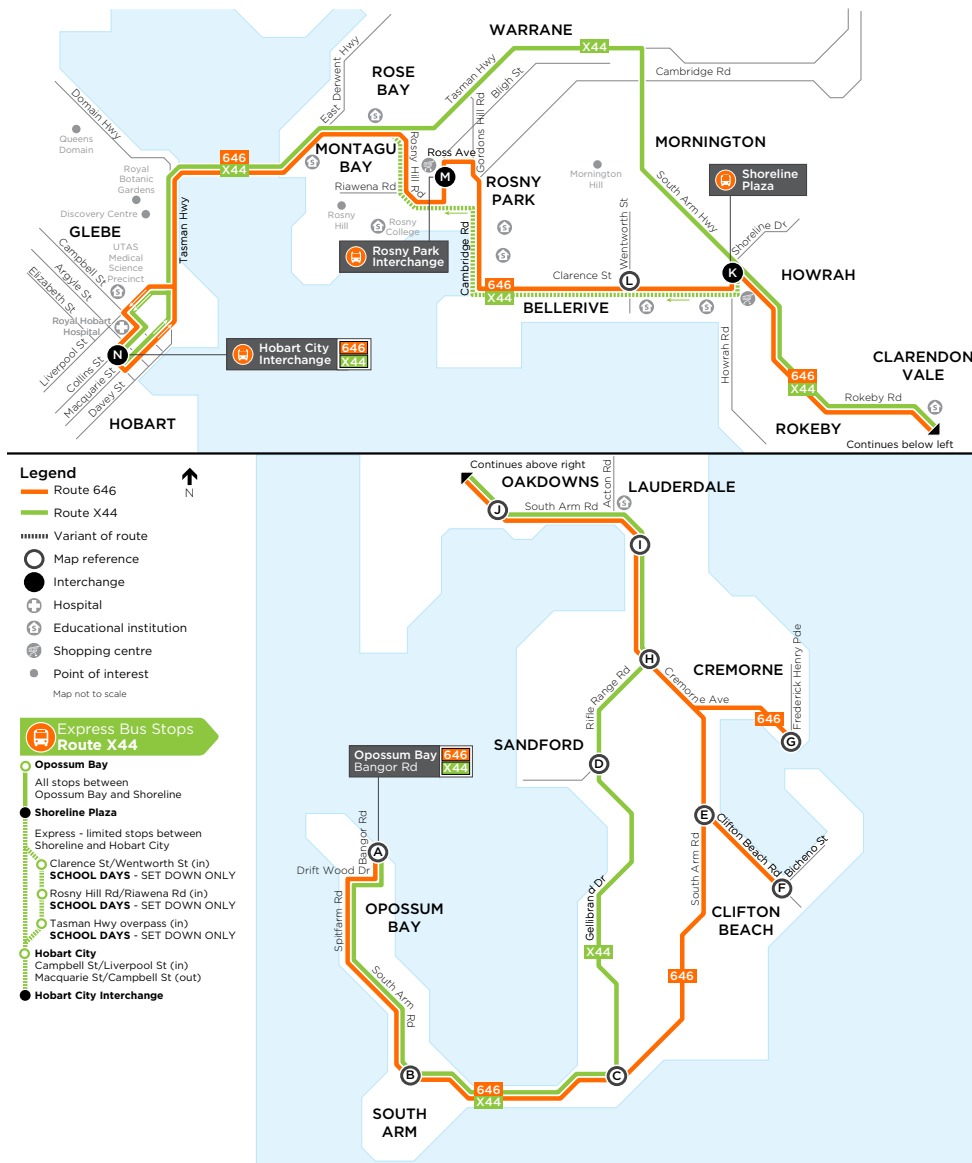 WARRANE
X44
Cambridge Rd
Tasman Hwy
Bligh St
ROSE
BAY
East Derwent Hwy
Domain Hwy
Queens
Domain
Royal
Botanic
Gardens
Discovery Centre
646
X44
MONTAGU
BAY
Rosny Hill Rd
Ross Ave
Gordons Hill Rd
M
Riawena Rd
Rosny
Hill
Rosny
College
ROSNY
PARK
Rosny Park
Interchange
Cambridge Rd
Mornington
Hill
MORNINGTON
South Arm Hwy
Shoreline
Plaza
Shoreline Dr
K
HOWRAH
Wentworth St
L
Clarence St
646
X44
BELLERIVE
Howrah Rd
GLEBE
Tasman Hwy
UTAS
Medical
Science
Precinct
Campbell St
Argyle St
Elizabeth St
Royal Hobart
Hospital
Liverpool St
N
Collins St
Macquarie St
Davey St
Hobart City
Interchange
646
X44
HOBART
CLARENDON
VALE
646
X44
Rokeby Rd
ROKEBY
Continues below left
Legend
N
Route 646
Route X44
Variant of route
Map reference
Interchange
Hospital
Educational institution
Shopping centre
Point of interest
Map not to scale
Express Bus Stops
Route X44
Opossum Bay
All stops between
Opossum Bay and Shoreline
Shoreline Plaza
Express - limited stops between
Shoreline and Hobart City
Clarence St/Wentworth St (in)
SCHOOL DAYS - SET DOWN ONLY
Rosny Hill Rd/Riawena Rd (in)
SCHOOL DAYS - SET DOWN ONLY
Tasman Hwy overpass (in)
SCHOOL DAYS - SET DOWN ONLY
Hobart City
Campbell St/Liverpool St (in)
Macquarie St/Campbell St (out)
Hobart City Interchange
Continues above right
OAKDOWNS
Acton Rd
LAUDERDALE
J
South Arm Rd
I
H
CREMORNE
Cremorne Ave
Frederick Henry Pde
646
G
Rifle Range Rd
SANDFORD
D
Opossum Bay
Bangor Rd
646
X44
Bangor Rd
A
Drift Wood Dr
OPOSSUM
BAY
Spitfarm Rd
South Arm Rd
E
Clifton Beach Rd
Bicheno St
F
CLIFTON
BEACH
South Arm Rd
Gellibrand Dr
X44
646
B
C
646
X44
SOUTH
ARM